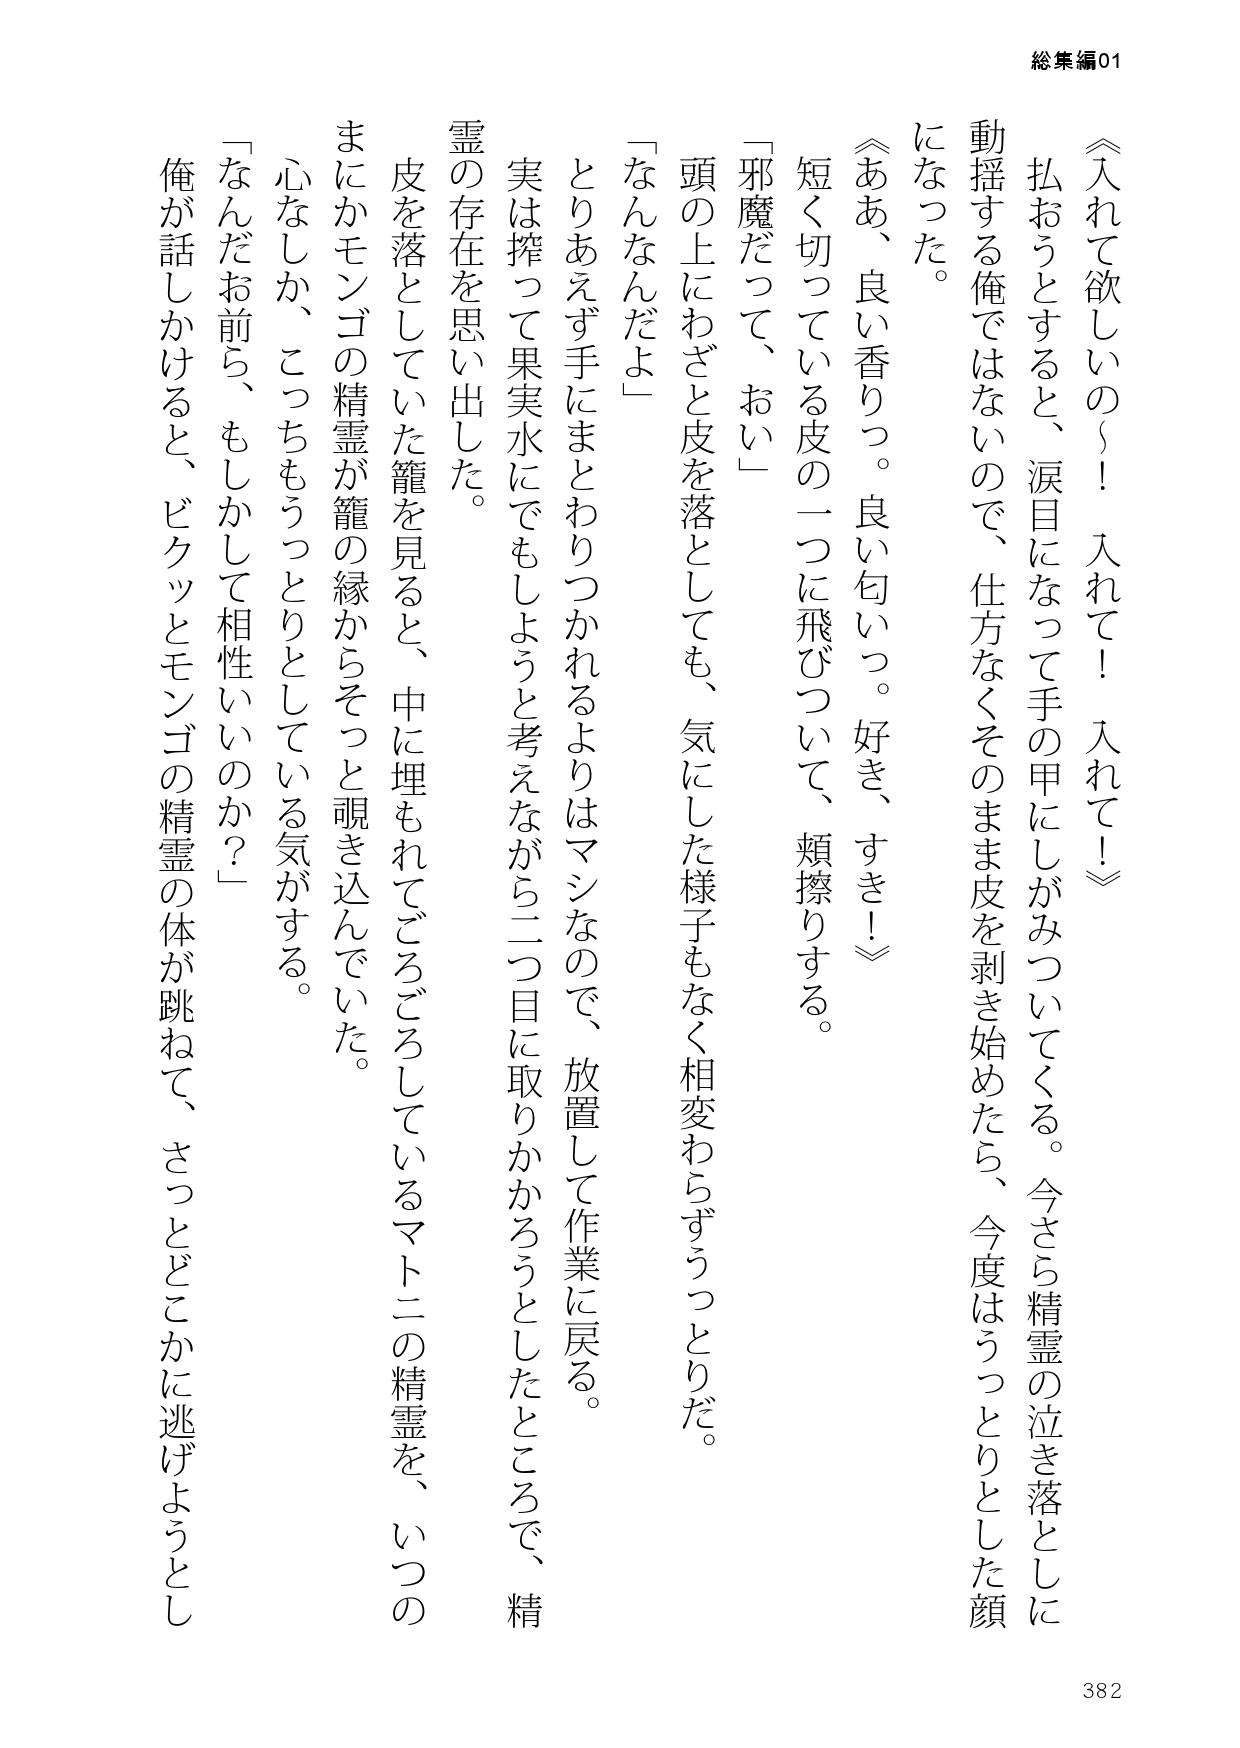 総集編01
《入れて欲しいの～！　入れて！　入れて！》
　払おうとすると、涙目になって手の甲にしがみついてくる。今さら精霊の泣き落としに
動揺する俺ではないので、仕方なくそのまま皮を剥き始めたら、今度はうっとりとした顔
になった。
《ああ、良い香りっ。良い匂いっ。好き、すき！》
　短く切っている皮の一つに飛びついて、頬擦りする。
「邪魔だって、おい」
　頭の上にわざと皮を落としても、気にした様子もなく相変わらずうっとりだ。
「なんなんだよ」
　とりあえず手にまとわりつかれるよりはマシなので、放置して作業に戻る。
　実は搾って果実水にでもしようと考えながら二つ目に取りかかろうとしたところで、精
霊の存在を思い出した。
　皮を落としていた籠を見ると、中に埋もれてごろごろしているマトニの精霊を、いつの
まにかモンゴの精霊が籠の縁からそっと覗き込んでいた。
　心なしか、こっちもうっとりとしている気がする。
「なんだお前ら、もしかして相性いいのか？」
　俺が話しかけると、ビクッとモンゴの精霊の体が跳ねて、さっとどこかに逃げようとし
382